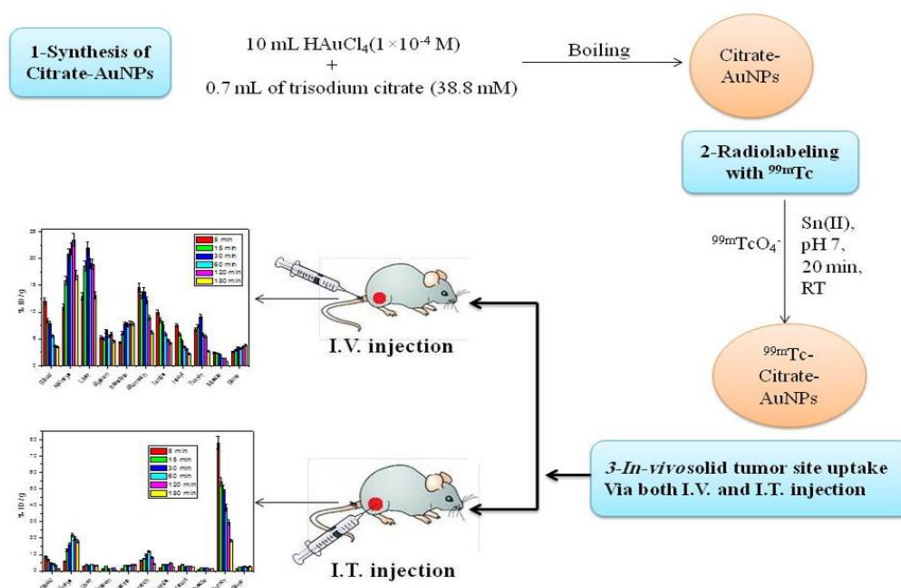 1-Synthesis of
Citrate-AuNPs
10 mL HAuCl4(1×10-4 M)
+
0.7 mL of trisodium citrate (38.8 mM)
Boiling
Citrate-
AuNPs
2-Radiolabeling
with 99mTc
99mTcO4-
Sn(II),
pH 7,
20 min,
RT
99mTc-
Citrate-
AuNPs
3-In-vivo solid tumor site uptake
Via both I.V. and I.T. injection
I.V. injection
% ID/g
5 min
15 min
30 min
60 min
120 min
180 min
I.T. injection
% ID/g
5 min
15 min
30 min
60 min
120 min
180 min